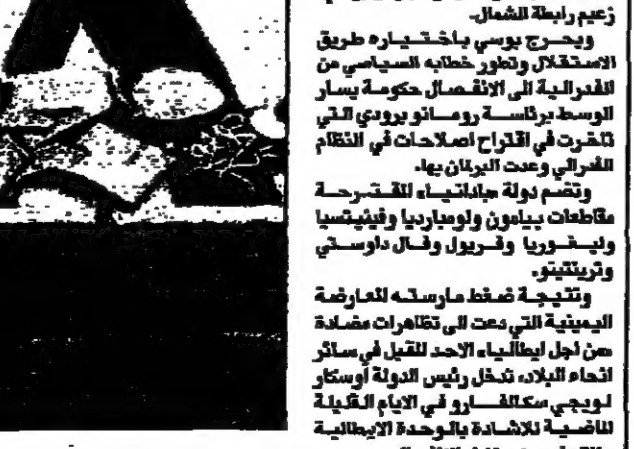 زعيم رابطة الشمال.
ويحرج بوسي باختياره طريق
الاستقلال وتطور خطابه السياسي من
الفدرالية الى الانفصال حكومة يسار
الوسط برئاسة رومانو برودي التي
تاخرت في اقتراح اصلاحات في النظام
الفدرالي وعدت البرلمان بها.
وتضم دولة «بادانيا» المقترحة
مقاطعات بييمون ولومبارديا وفينيتسيا
وليغوريا وفريول وفال داوستي
وترينتينو.
ونتيجة ضغط مارسته المعارضة
اليمينية التي دعت الى تظاهرات مضادة
«من اجل ايطاليا» الاحد المقبل في سائر
انحاء البلاد، تدخل رئيس الدولة أوسكار
لويجي سكالفارو في الايام القليلة
الماضية للاشادة بالوحدة الايطالية